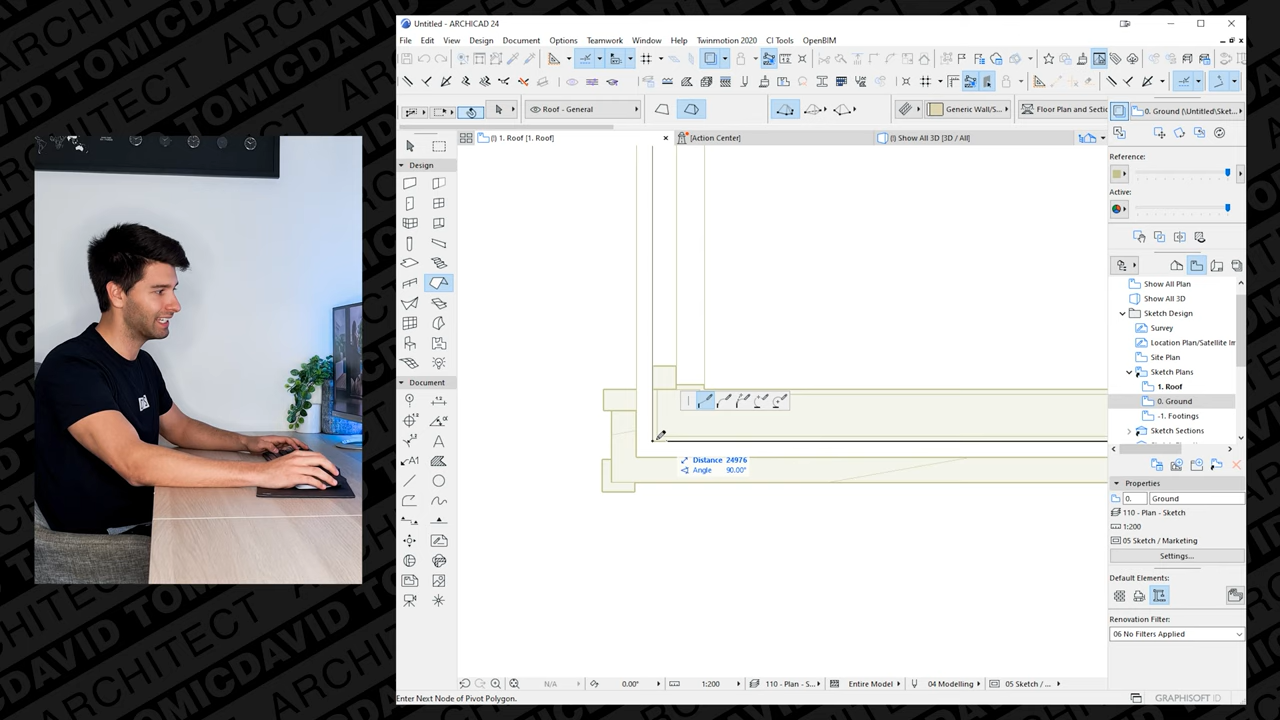 Untitled - ARCHICAD 24
File Edit View Design Document Options Teamwork Window Help Twinmotion 2020 CI Tools OpenBIM
Roof - General
Generic Wall/S...
Floor Plan and Sectic
0. Ground (\Untitled\Sket...
(!) 1. Roof [1. Roof]
[Action Center]
(!) Show All 3D [3D / All]
Design
Document
Reference:
Active:
Show All Plan
Show All 3D
Sketch Design
Survey
Location Plan/Satellite Im
Site Plan
Sketch Plans
1. Roof
0. Ground
-1. Footings
Sketch Sections
Distance 24976
Angle 90.00°
Properties
0. Ground
110 - Plan - Sketch
1:200
05 Sketch / Marketing
Settings...
Default Elements:
Renovation Filter:
06 No Filters Applied
N/A 0.00° 1:200 110 - Plan - S... Entire Model 04 Modelling 05 Sketch / ...
Enter Next Node of Pivot Polygon.
GRAPHISOFT ID
ARCHITECT
DAVID TOMIC